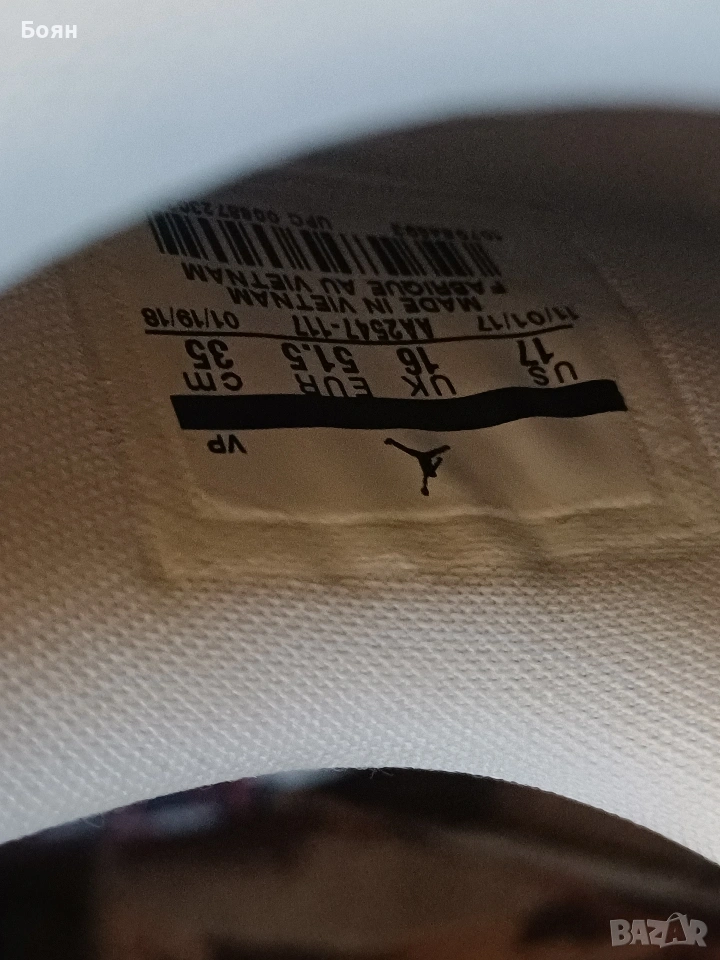 Боян
VP
US UK EUR cm
17 16 51.5 35
11/01/17 AA2547-117 01/19/18
MADE IN VIETNAM
FABRIQUE AU VIETNAM
UPC
BAZAR